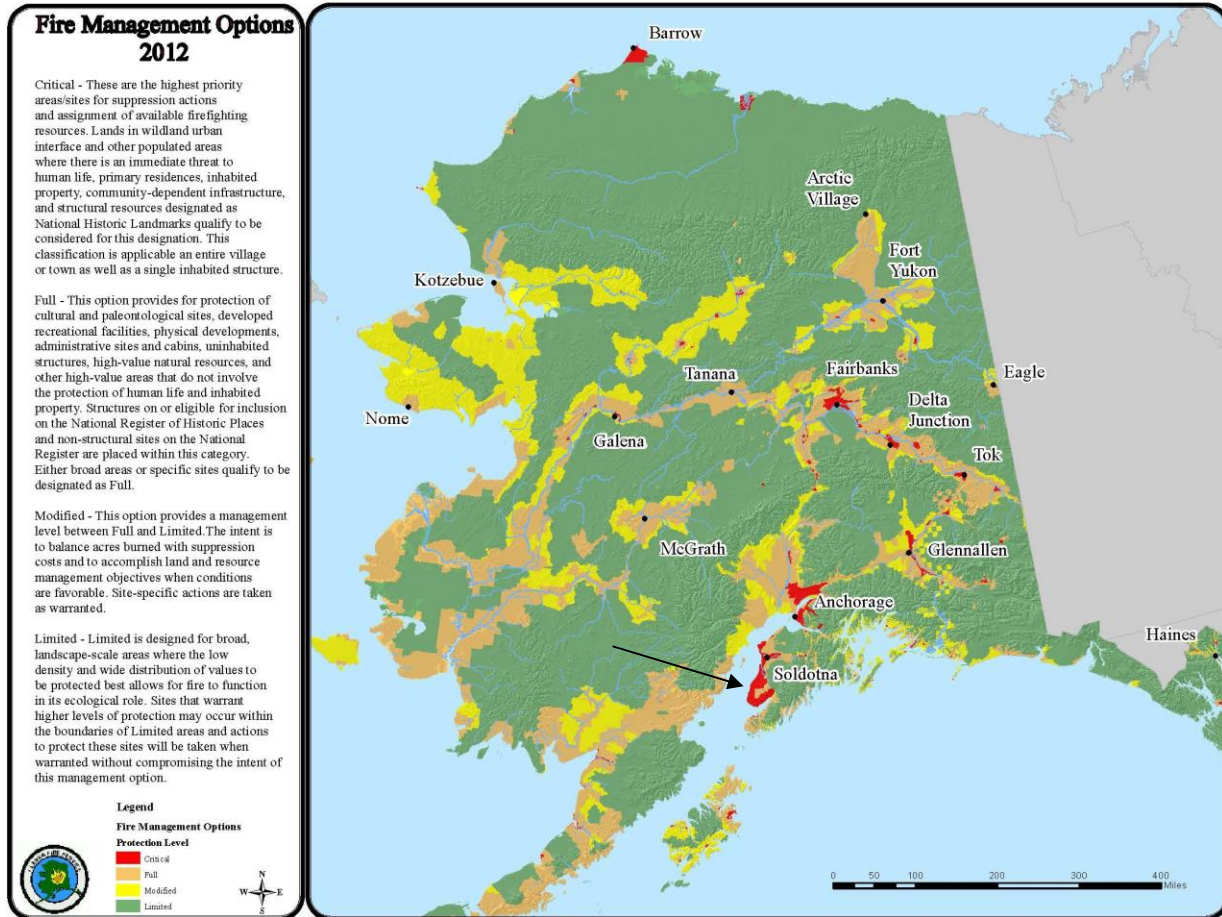 Fire Management Options
2012
Critical - These are the highest priority
areas/sites for suppression actions
and assignment of available firefighting
resources. Lands in wildland urban
interface and other populated areas
where there is an immediate threat to
human life, primary residences, inhabited
property, community-dependent infrastructure,
and structural resources designated as
National Historic Landmarks qualify to be
considered for this designation. This
classification is applicable an entire village
or town as well as a single inhabited structure.
Full - This option provides for protection of
cultural and paleontological sites, developed
recreational facilities, physical developments,
administrative sites and cabins, uninhabited
structures, high-value natural resources, and
other high-value areas that do not involve
the protection of human life and inhabited
property. Structures on or eligible for inclusion
on the National Register of Historic Places
and non-structural sites on the National
Register are placed within this category.
Either broad areas or specific sites qualify to be
designated as Full.
Modified - This option provides a management
level between Full and Limited.The intent is
to balance acres burned with suppression
costs and to accomplish land and resource
management objectives when conditions
are favorable. Site-specific actions are taken
as warranted.
Limited - Limited is designed for broad,
landscape-scale areas where the low
density and wide distribution of values to
be protected best allows for fire to function
in its ecological role. Sites that warrant
higher levels of protection may occur within
the boundaries of Limited areas and actions
to protect these sites will be taken when
warranted without compromising the intent of
this management option.
Legend
Fire Management Options
Protection Level
Critical
Full
Modified
Limited
N
W E
S
Barrow
Arctic
Village
Fort
Yukon
Kotzebue
Fairbanks
Eagle
Tanana
Delta
Junction
Nome
Galena
Tok
McGrath
Glennallen
Anchorage
Haines
Soldotna
0 50 100 200 300 400
Miles